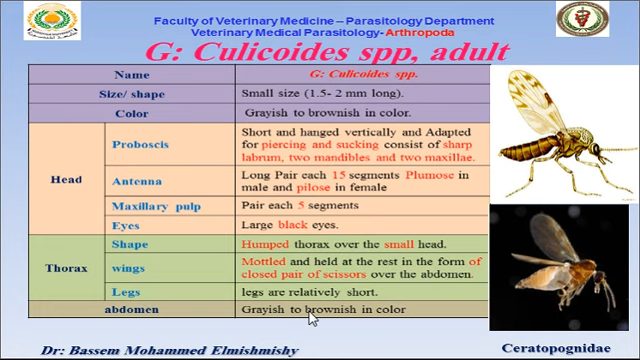 Faculty of Veterinary Medicine – Parasitology Department
Veterinary Medical Parasitology- Arthropoda
G: Culicoides spp, adult
Name G: Culicoides spp.
Size/ shape Small size (1.5- 2 mm long).
Color Grayish to brownish in color.
Head
Proboscis Short and hanged vertically and Adapted
for piercing and sucking consist of sharp
labrum, two mandibles and two maxillae.
Antenna Long Pair each 15 segments Plumose in
male and pilose in female
Maxillary pulp Pair each 5 segments
Eyes Large black eyes.
Thorax
Shape Humped thorax over the small head.
wings Mottled and held at the rest in the form of
closed pair of scissors over the abdomen.
Legs legs are relatively short.
abdomen Grayish to brownish in color
Dr: Bassem Mohammed Elmishmishy
Ceratopognidae